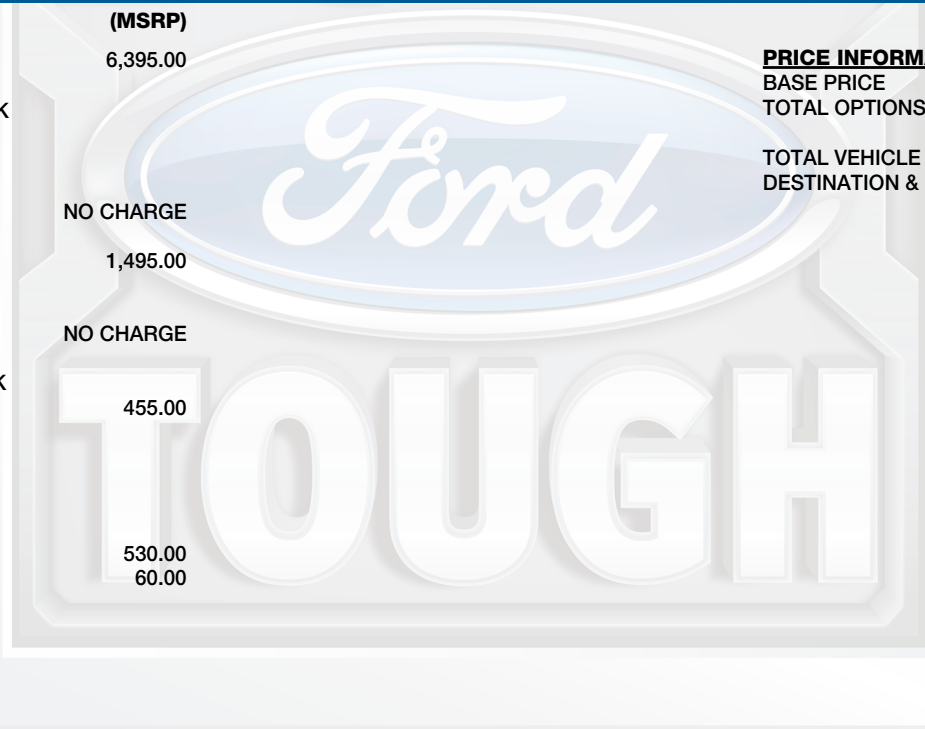 (MSRP)
6,395.00
K
NO CHARGE
1,495.00
NO CHARGE
K
455.00
530.00
60.00
PRICE INFORMA
BASE PRICE
TOTAL OPTIONS
TOTAL VEHICLE
DESTINATION &
Ford
TOUGH